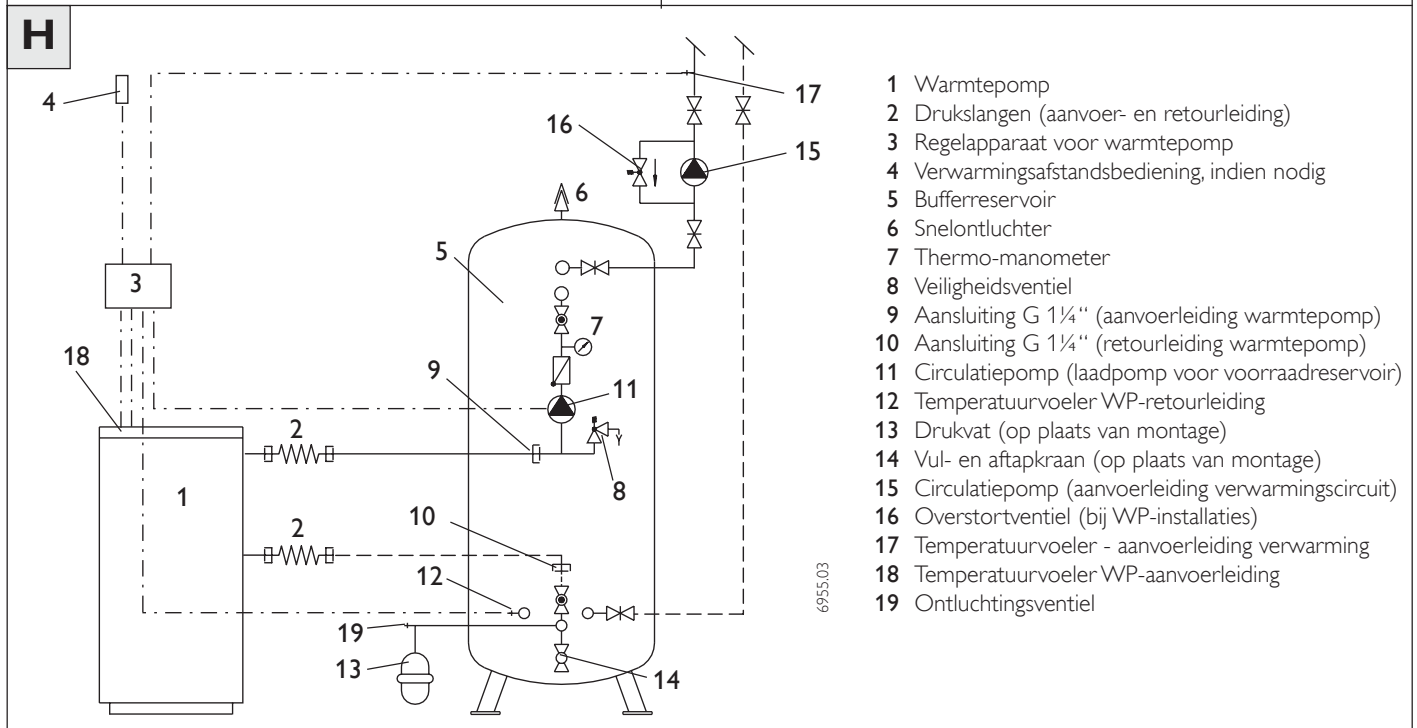 H
4
17
16
15
6
5
3
7
18
9
11
2
8
1
10
2
12
19
13
14
6955.03
1 Warmtepomp
2 Drukslangen (aanvoer- en retourleiding)
3 Regelapparaat voor warmtepomp
4 Verwarmingsafstandsbediening, indien nodig
5 Bufferreservoir
6 Snelontluchter
7 Thermo-manometer
8 Veiligheidsventiel
9 Aansluiting G 1¼“ (aanvoerleiding warmtepomp)
10 Aansluiting G 1¼“ (retourleiding warmtepomp)
11 Circulatiepomp (laadpomp voor voorraadreservoir)
12 Temperatuurvoeler WP-retourleiding
13 Drukvat (op plaats van montage)
14 Vul- en aftapkraan (op plaats van montage)
15 Circulatiepomp (aanvoerleiding verwarmingscircuit)
16 Overstortventiel (bij WP-installaties)
17 Temperatuurvoeler - aanvoerleiding verwarming
18 Temperatuurvoeler WP-aanvoerleiding
19 Ontluchtingsventiel